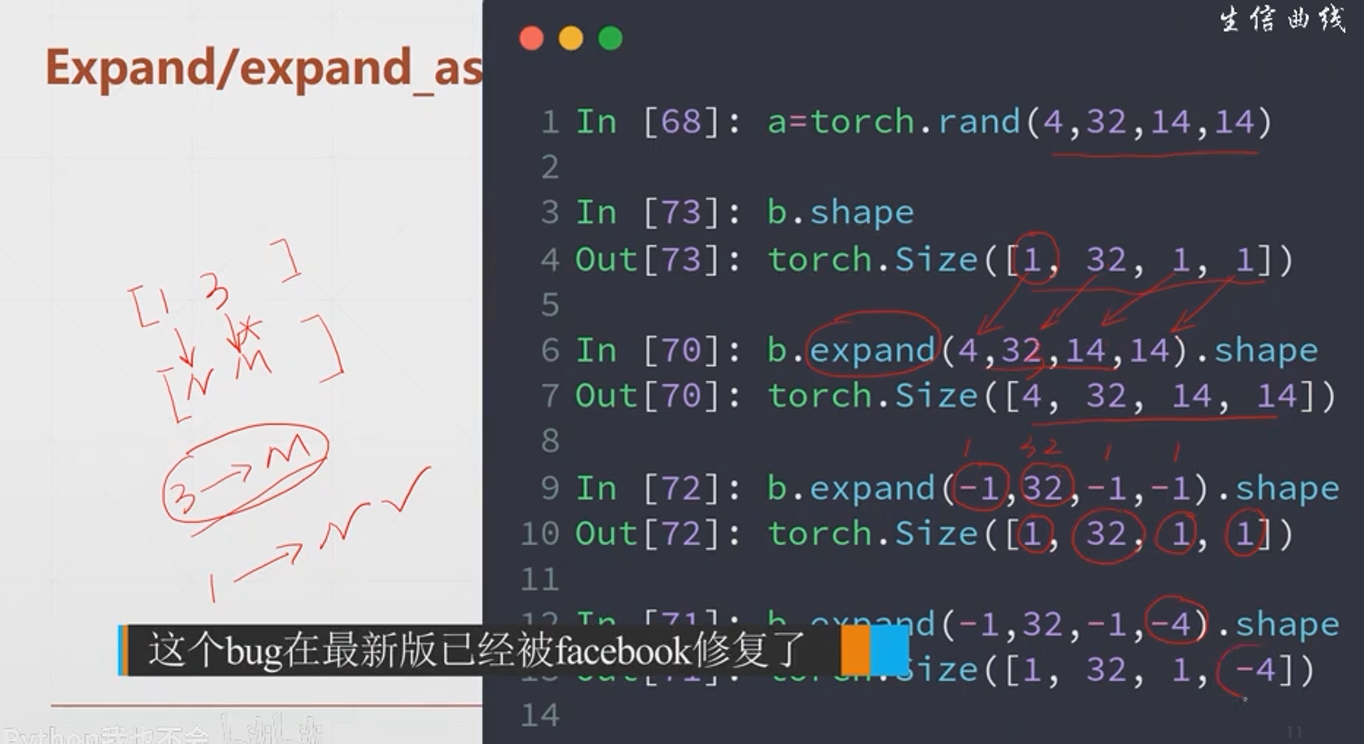 生信曲线
Expand/expand_as
1 In [68]: a=torch.rand(4,32,14,14)
2
3 In [73]: b.shape
4 Out[73]: torch.Size([1, 32, 1, 1])
5
6 In [70]: b.expand(4,32,14,14).shape
7 Out[70]: torch.Size([4, 32, 14, 14])
8
1 32 1 1
9 In [72]: b.expand(-1,32,-1,-1).shape
10 Out[72]: torch.Size([1, 32, 1, 1])
11
12 In [71]: b.expand(-1,32,-1,-4).shape
torch.Size([1, 32, 1, -4])
14
[1 3 ]
[N M ]
3→M
1→N✓
这个bug在最新版已经被facebook修复了
Python我也不会
11